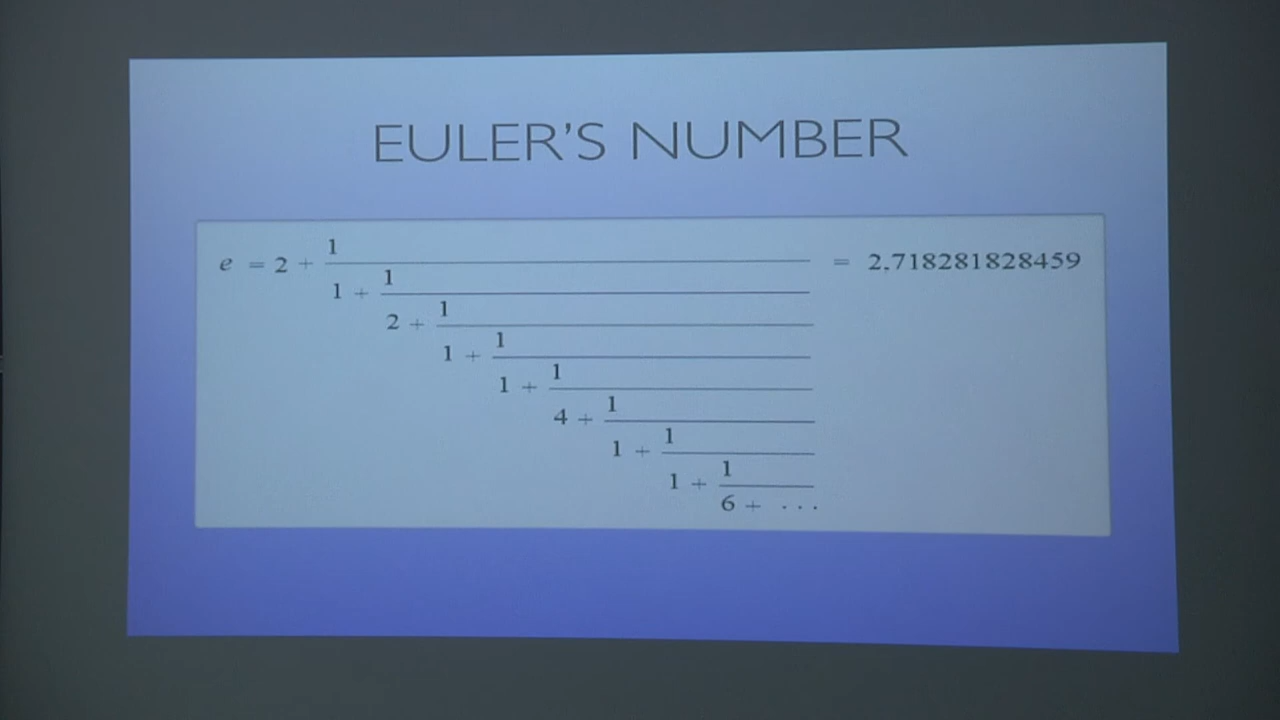 EULER'S NUMBER
e = 2 + 1
1 + 1
2 + 1
1 + 1
1 + 1
4 + 1
1 + 1
1 + 1
6 + ...
= 2.718281828459